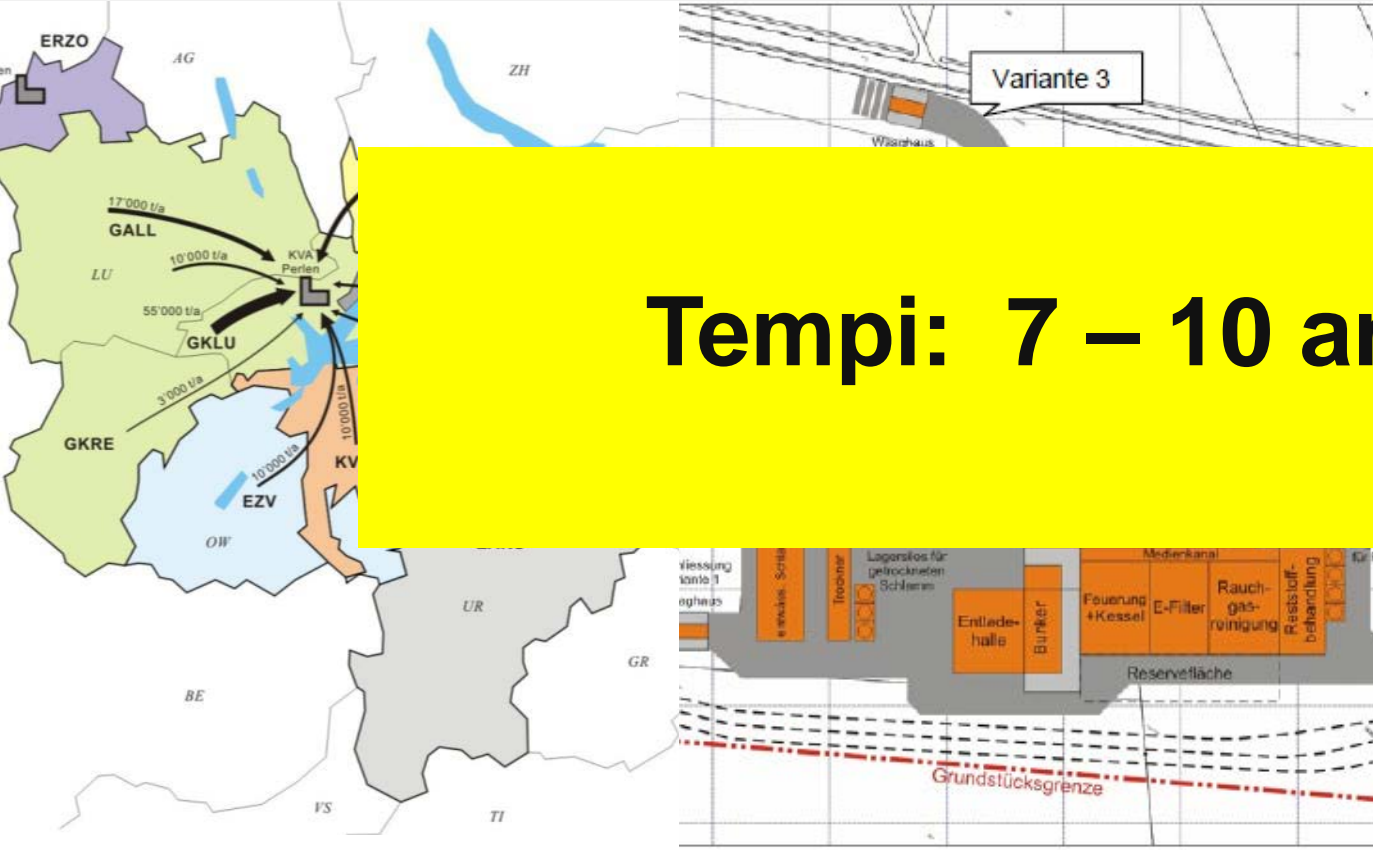 ERZO
AG
ZH
17'000 t/a
GALL
10'000 t/a
LU
KVA
Perlen
55'000 t/a
GKLU
3'000 t/a
GKRE
10'000 t/a
10'000 t/a
EZV
OW
UR
BE
GR
VS
TI
Variante 3
Wäaghaus
Tempi: 7 – 10
Trockner
Lagersilos für
getrockneten
Schlamm
Entlade-
halle
Bunker
Medienkanal
Feuerung
+Kessel
E-Filter
Rauch-
gas-
reinigung
Reststoff-
behandlung
für
Reservefläche
Grundstücksgrenze